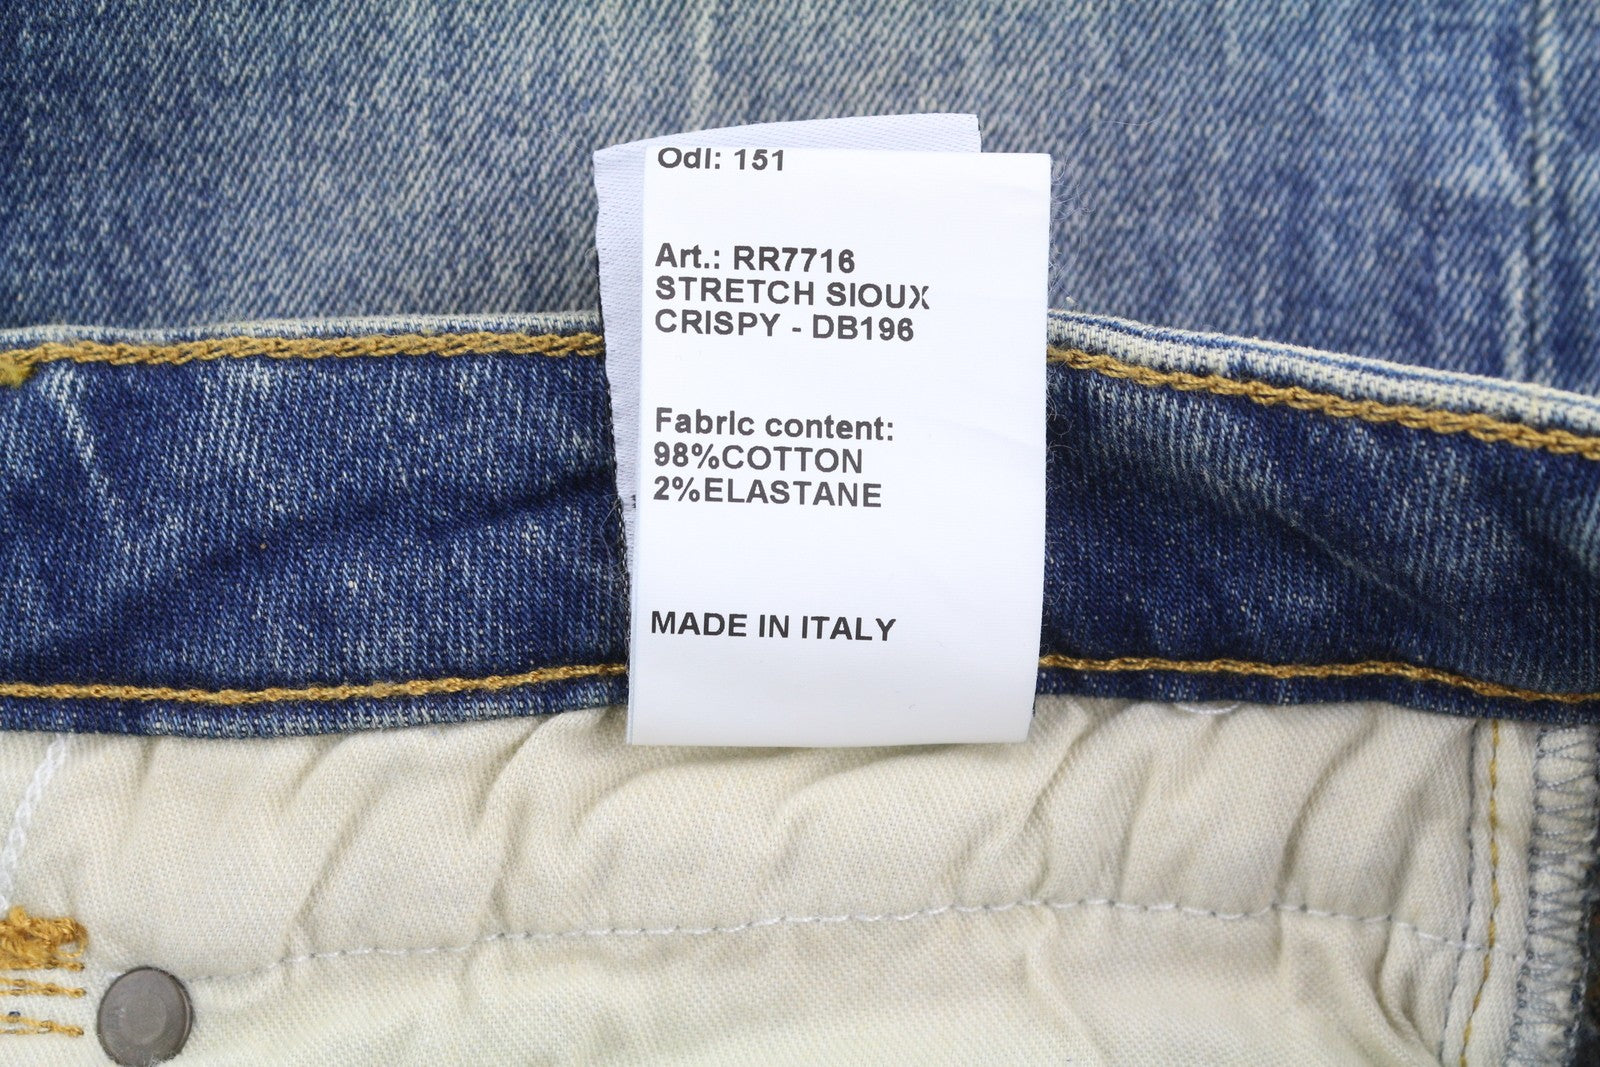 Odl: 151
Art.: RR7716
STRETCH SIOUX
CRISPY - DB196
Fabric content:
98%COTTON
2%ELASTANE
MADE IN ITALY